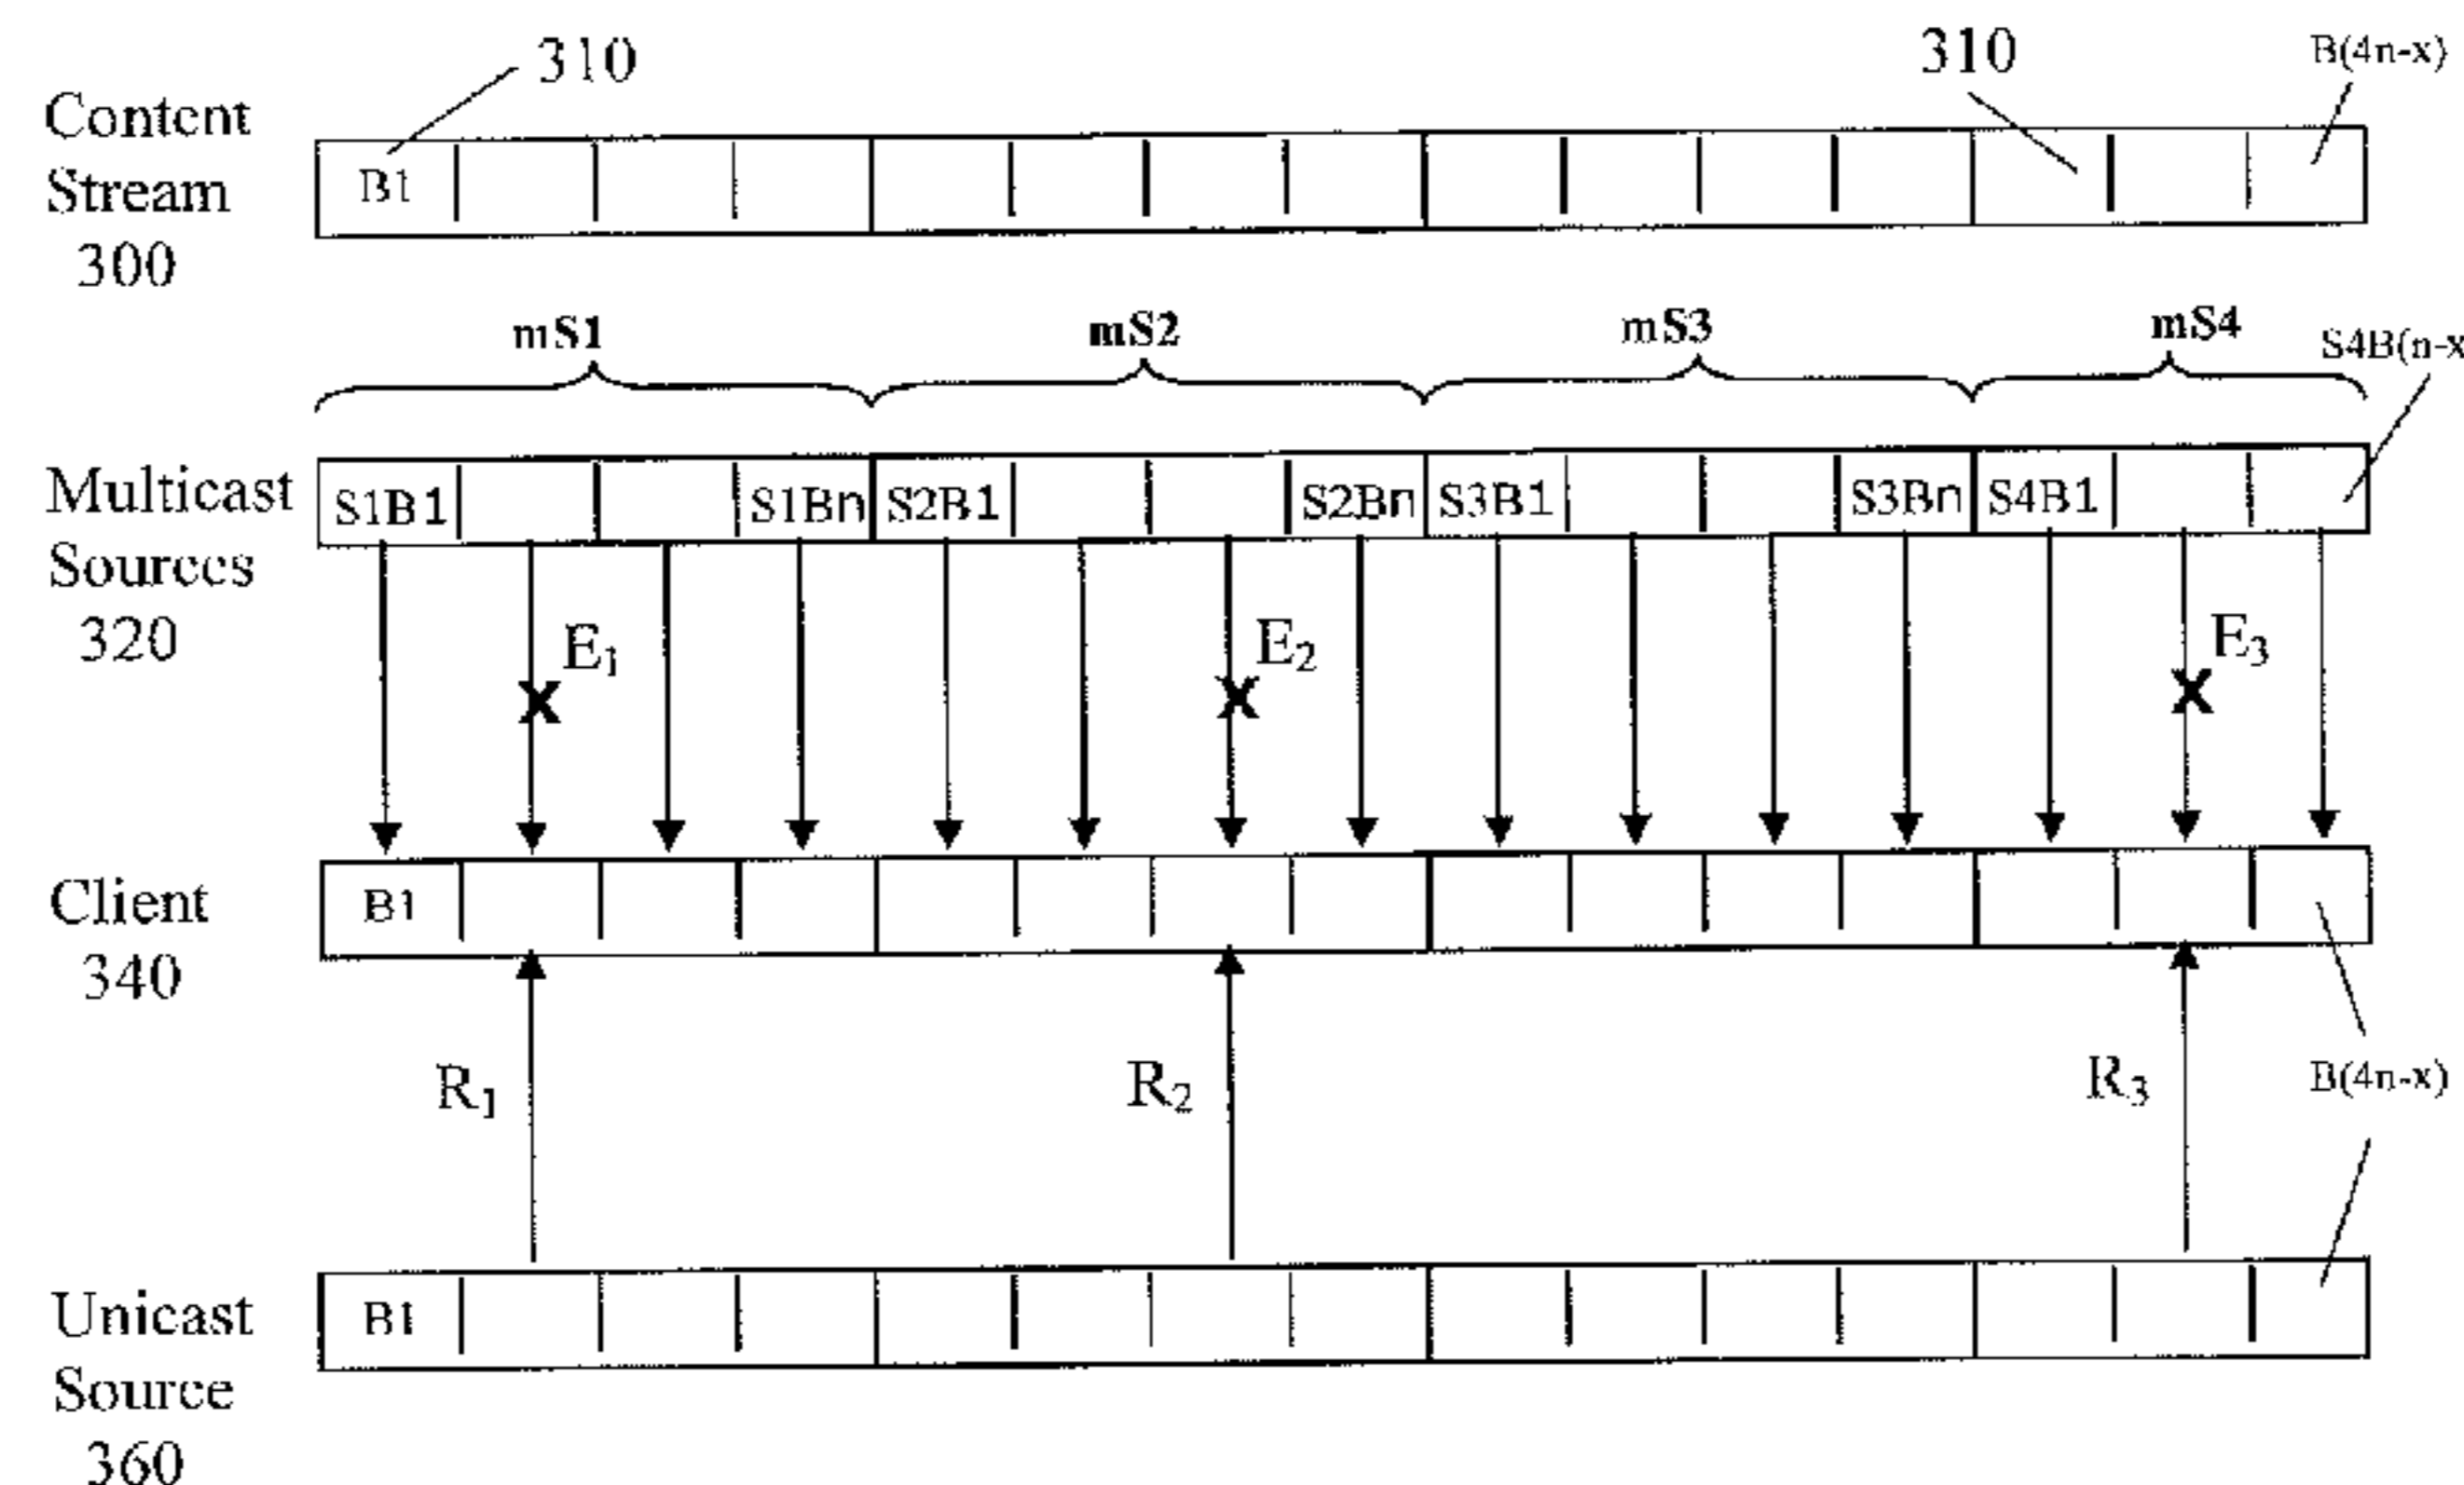 310
310
B(4n-x)
Content
Stream
300
B1
mS1
mS2
mS3
mS4
S4B(n-x
Multicast
Sources
320
S1B1
S1Bn
S2B1
S2Bn
S3B1
S3Bn
S4B1
E1
E2
E3
Client
340
B1
R1
R2
R3
B(4n-x)
Unicast
Source
360
B1